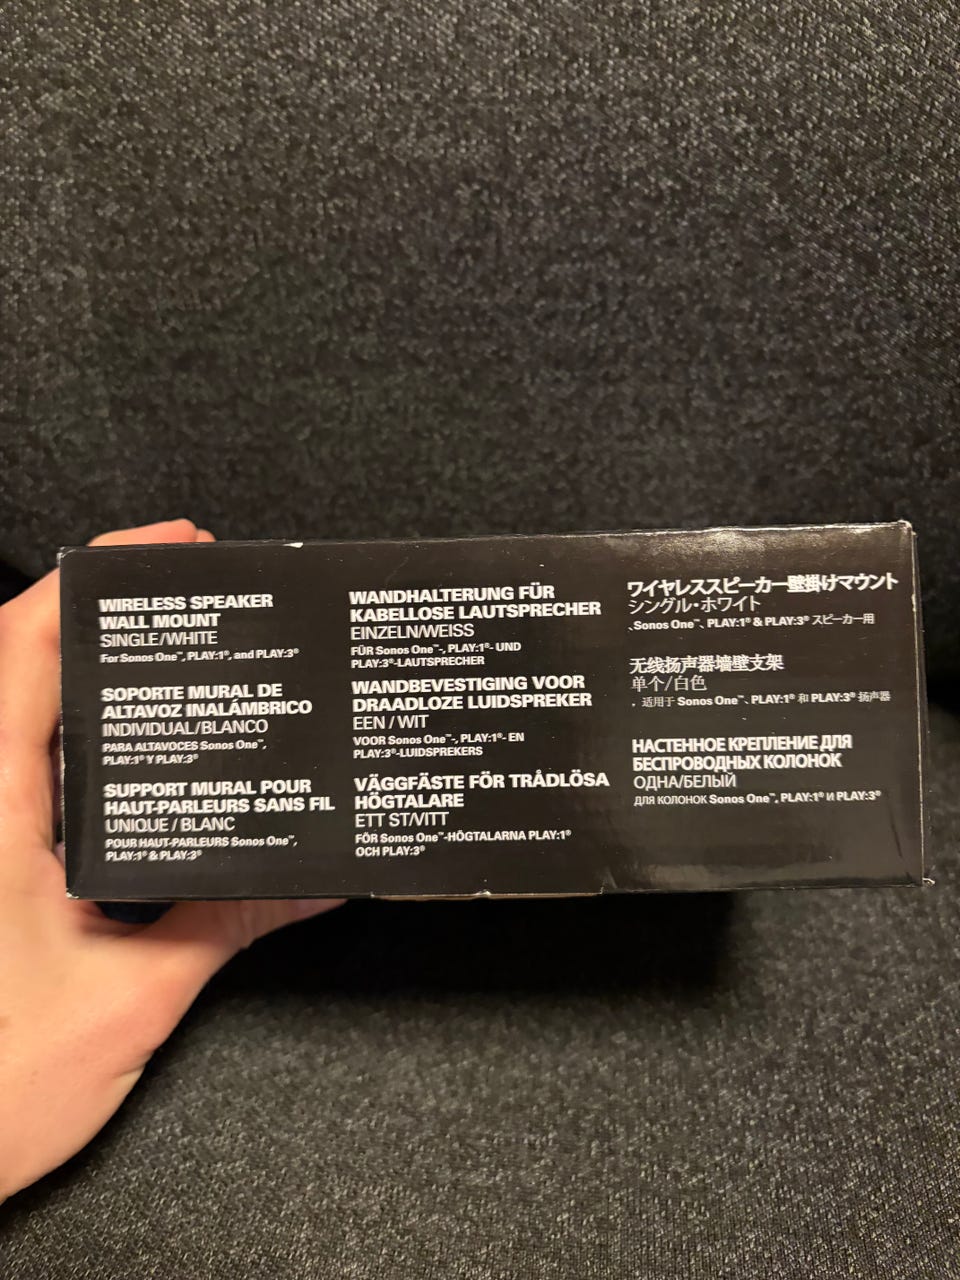 WIRELESS SPEAKER
WALL MOUNT
SINGLE/WHITE
For Sonos One™, PLAY:1®, and PLAY:3®
SOPORTE MURAL DE
ALTAVOZ INALÁMBRICO
INDIVIDUAL/BLANCO
PARA ALTAVOCES Sonos One™,
PLAY:1® Y PLAY:3®
SUPPORT MURAL POUR
HAUT-PARLEURS SANS FIL
UNIQUE / BLANC
POUR HAUT-PARLEURS Sonos One™,
PLAY:1® & PLAY:3®
WANDHALTERUNG FÜR
KABELLOSE LAUTSPRECHER
EINZELN/WEISS
FÜR Sonos One™-, PLAY:1®- UND
PLAY:3®-LAUTSPRECHER
WANDBEVESTIGING VOOR
DRAADLOZE LUIDSPREKER
EEN / WIT
VOOR Sonos One™-, PLAY:1®- EN
PLAY:3®-LUIDSPREKERS
VÄGGFÄSTE FÖR TRÅDLÖSA
HÖGTALARE
ETT ST/VITT
FÖR Sonos One™-HÖGTALARNA PLAY:1®
OCH PLAY:3®
ワイヤレススピーカー壁掛けマウント
シングル・ホワイト
、Sonos One™、PLAY:1® & PLAY:3® スピーカー用
无线扬声器墙壁支架
单个/白色
，适用于 Sonos One™、PLAY:1® 和 PLAY:3® 扬声器
НАСТЕННОЕ КРЕПЛЕНИЕ ДЛЯ
БЕСПРОВОДНЫХ КОЛОНОК
ОДНА/БЕЛЫЙ
ДЛЯ КОЛОНОК Sonos One™, PLAY:1® И PLAY:3®